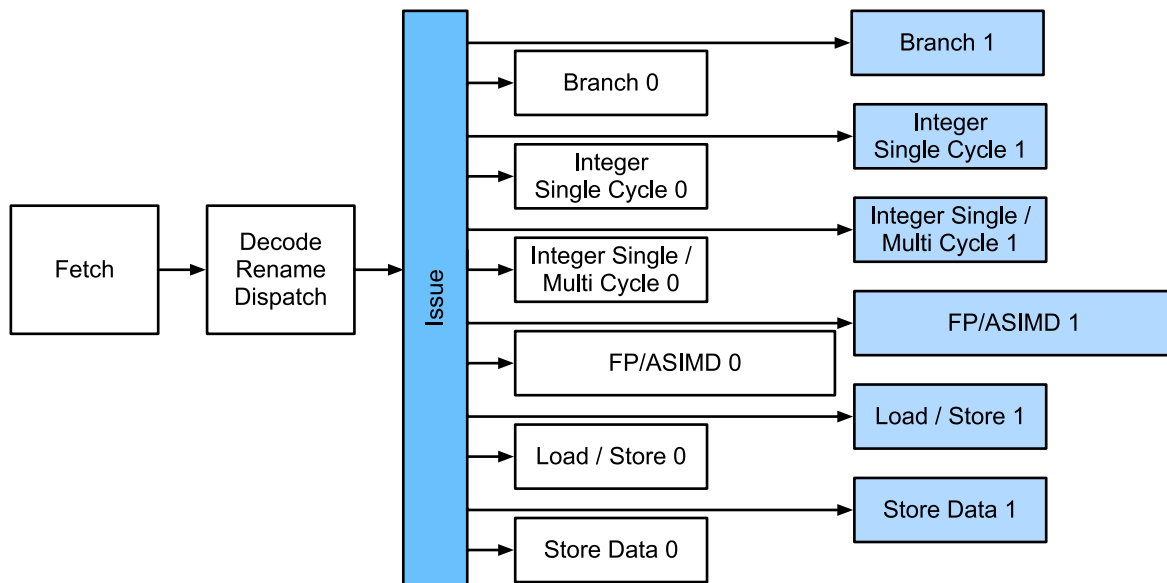 Fetch
Decode
Rename
Dispatch
Issue
Branch 1
Branch 0
Integer
Single Cycle 1
Integer
Single Cycle 0
Integer Single /
Multi Cycle 1
Integer Single /
Multi Cycle 0
FP/ASIMD 1
FP/ASIMD 0
Load / Store 1
Load / Store 0
Store Data 1
Store Data 0